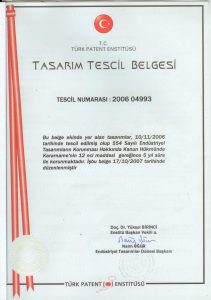 T.C.
TÜRK PATENT ENSTİTÜSÜ
TASARIM TESCİL BELGESİ
TESCİL NUMARASI : 2006 04993
Bu belge ekinde yer alan tasarımlar, 10/11/2006
tarihinde tescil edilmiş olup 554 Sayılı Endüstriyel
Tasarımların Korunması Hakkında Kanun Hükmünde
Kararname'nin 12 nci maddesi gereğince 5 yıl süre
ile korunmaktadır. İşbu belge 17/10/2007 tarihinde
düzenlenmiştir
Doç. Dr. Yüksel BİRİNCİ
Enstitü Başkan Vekili a.
Endüstriyel Tasarımlar Dairesi Başkanı
TÜRK PATENT ENSTİTÜSÜ